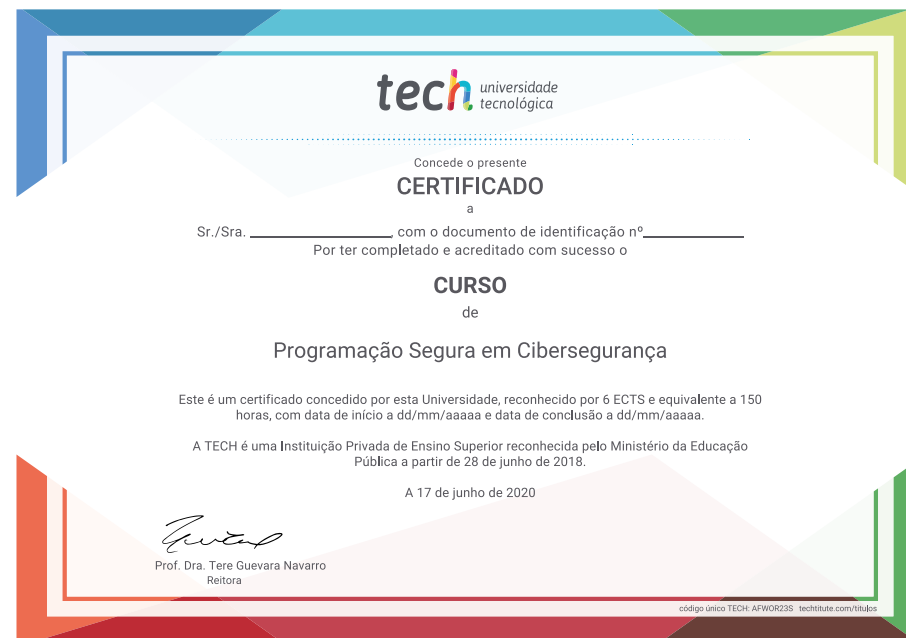 tech universidade
tecnológica
Concede o presente
CERTIFICADO
a
Sr./Sra. ____________________, com o documento de identificação nº______________
Por ter completado e acreditado com sucesso o
CURSO
de
Programação Segura em Cibersegurança
Este é um certificado concedido por esta Universidade, reconhecido por 6 ECTS e equivalente a 150
horas, com data de início a dd/mm/aaaaa e data de conclusão a dd/mm/aaaaa.
A TECH é uma Instituição Privada de Ensino Superior reconhecida pelo Ministério da Educação
Pública a partir de 28 de junho de 2018.
A 17 de junho de 2020
Prof. Dra. Tere Guevara Navarro
Reitora
código único TECH: AFWOR23S techtitute.com/títulos